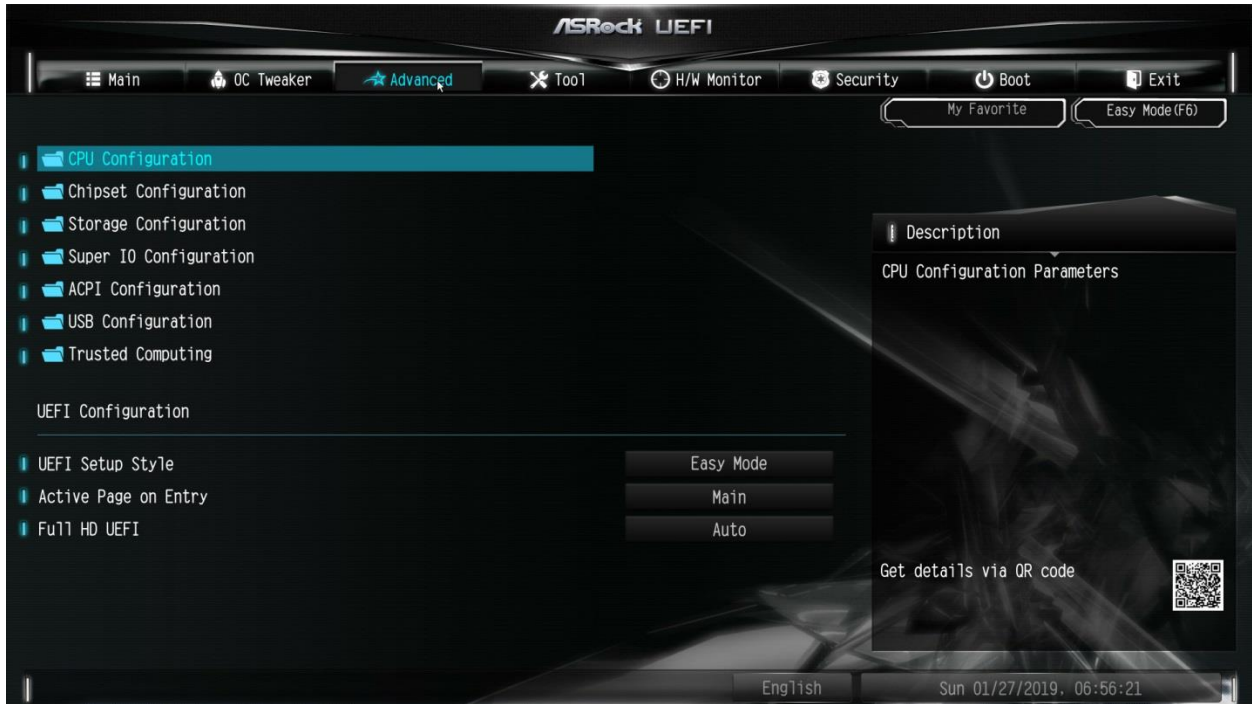 ASRock UEFI
Main OC Tweaker Advanced Tool H/W Monitor Security Boot Exit
My Favorite Easy Mode(F6)
CPU Configuration
Chipset Configuration
Storage Configuration
Super IO Configuration
ACPI Configuration
USB Configuration
Trusted Computing
UEFI Configuration
UEFI Setup Style Easy Mode
Active Page on Entry Main
Full HD UEFI Auto
Description
CPU Configuration Parameters
Get details via QR code
English Sun 01/27/2019, 06:56:21